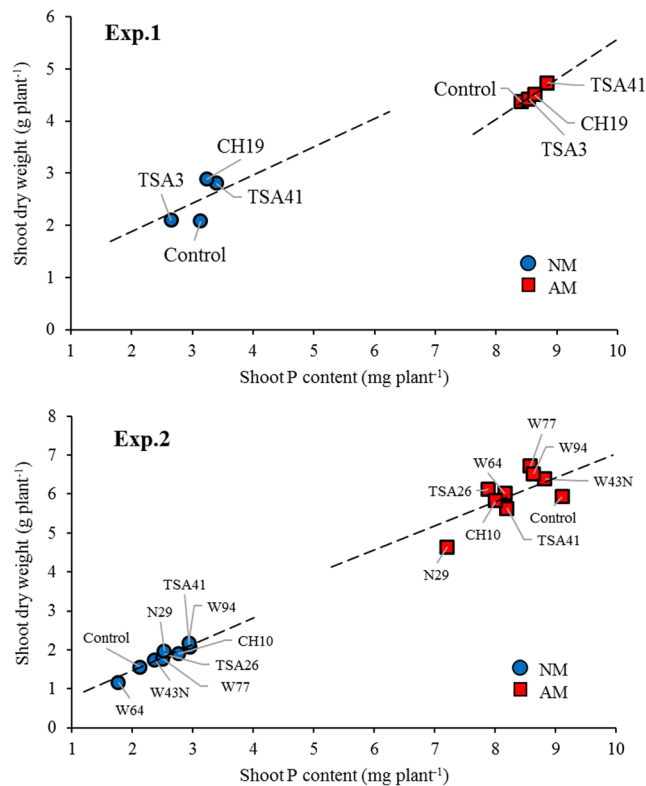 Exp.1
Shoot dry weight (g plant⁻¹)
6
5
4
3
2
1
0
Control
TSA41
CH19
TSA3
CH19
TSA3
TSA41
Control
NM
AM
1 2 3 4 5 6 7 8 9 10
Shoot P content (mg plant⁻¹)
Exp.2
Shoot dry weight (g plant⁻¹)
8
7
6
5
4
3
2
1
0
W77
W94
W64
W43N
TSA26
Control
CH10
TSA41
N29
TSA41
N29
W94
Control
CH10
TSA26
W43N
W77
W64
NM
AM
1 2 3 4 5 6 7 8 9 10
Shoot P content (mg plant⁻¹)